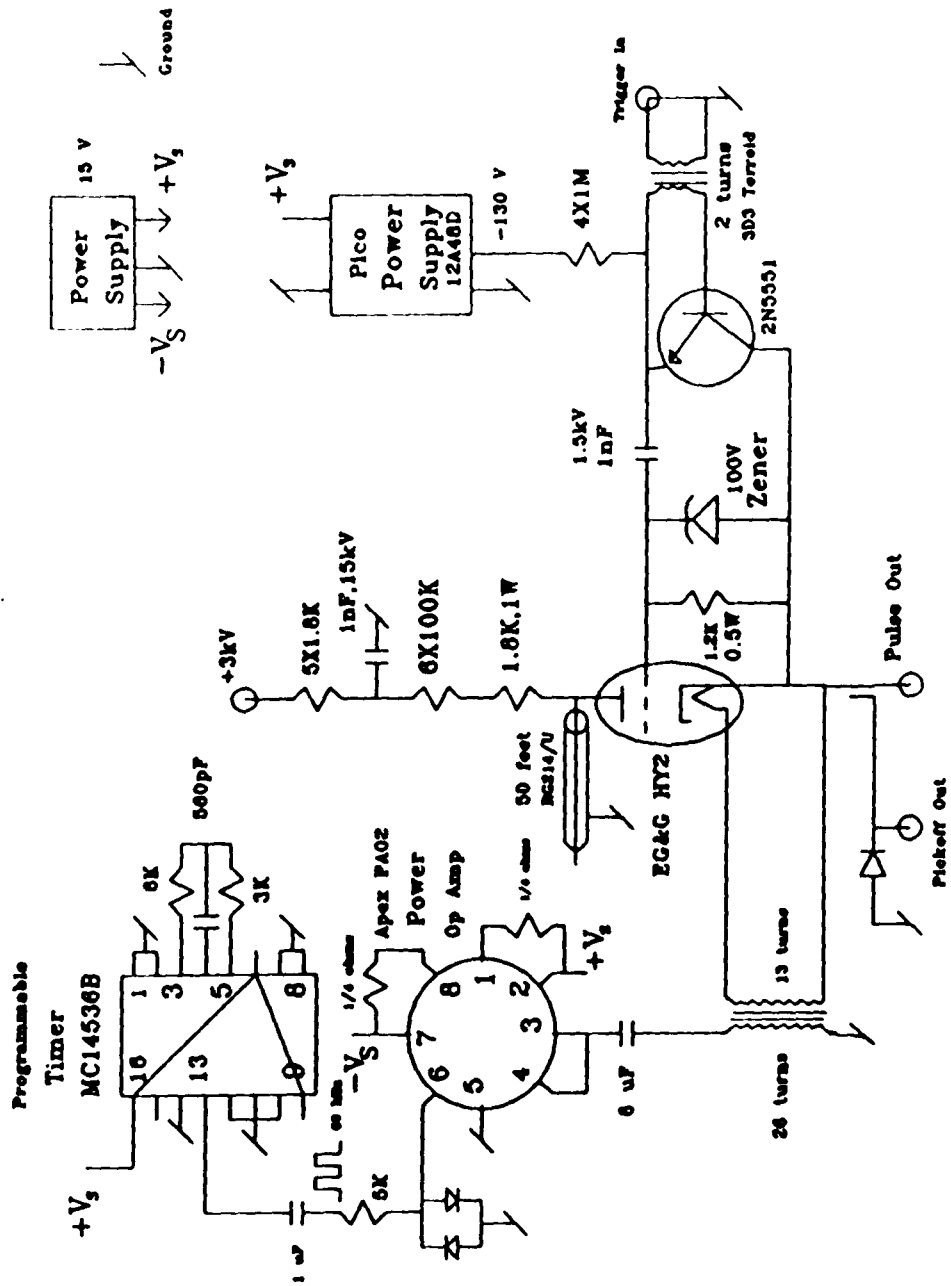 Programmable
Timer
MC14536B
+Vs
16
13
9
1
3
5
8
6K
3K
560pF
1 uF
5K
-VS
1/4 ohms
Apex PA02
Power
Op Amp
1/4 ohms
+Vs
6
7
8
5
1
4
3
2
6 uF
26 turns
13 turns
+3kV
5X1.8K
1nF,15kV
6X100K
1.8K,1W
50 feet
RG214/U
EG&G HY2
1.2K
0.5W
100V
Zener
1.5kV
1nF
2N5551
Pulse Out
Pickoff Out
Power
Supply
15 V
-VS
+Vs
Ground
Pico
Power
Supply
12A48D
+Vs
-130 V
4X1M
2 turns
3D3 Torroid
Trigger In